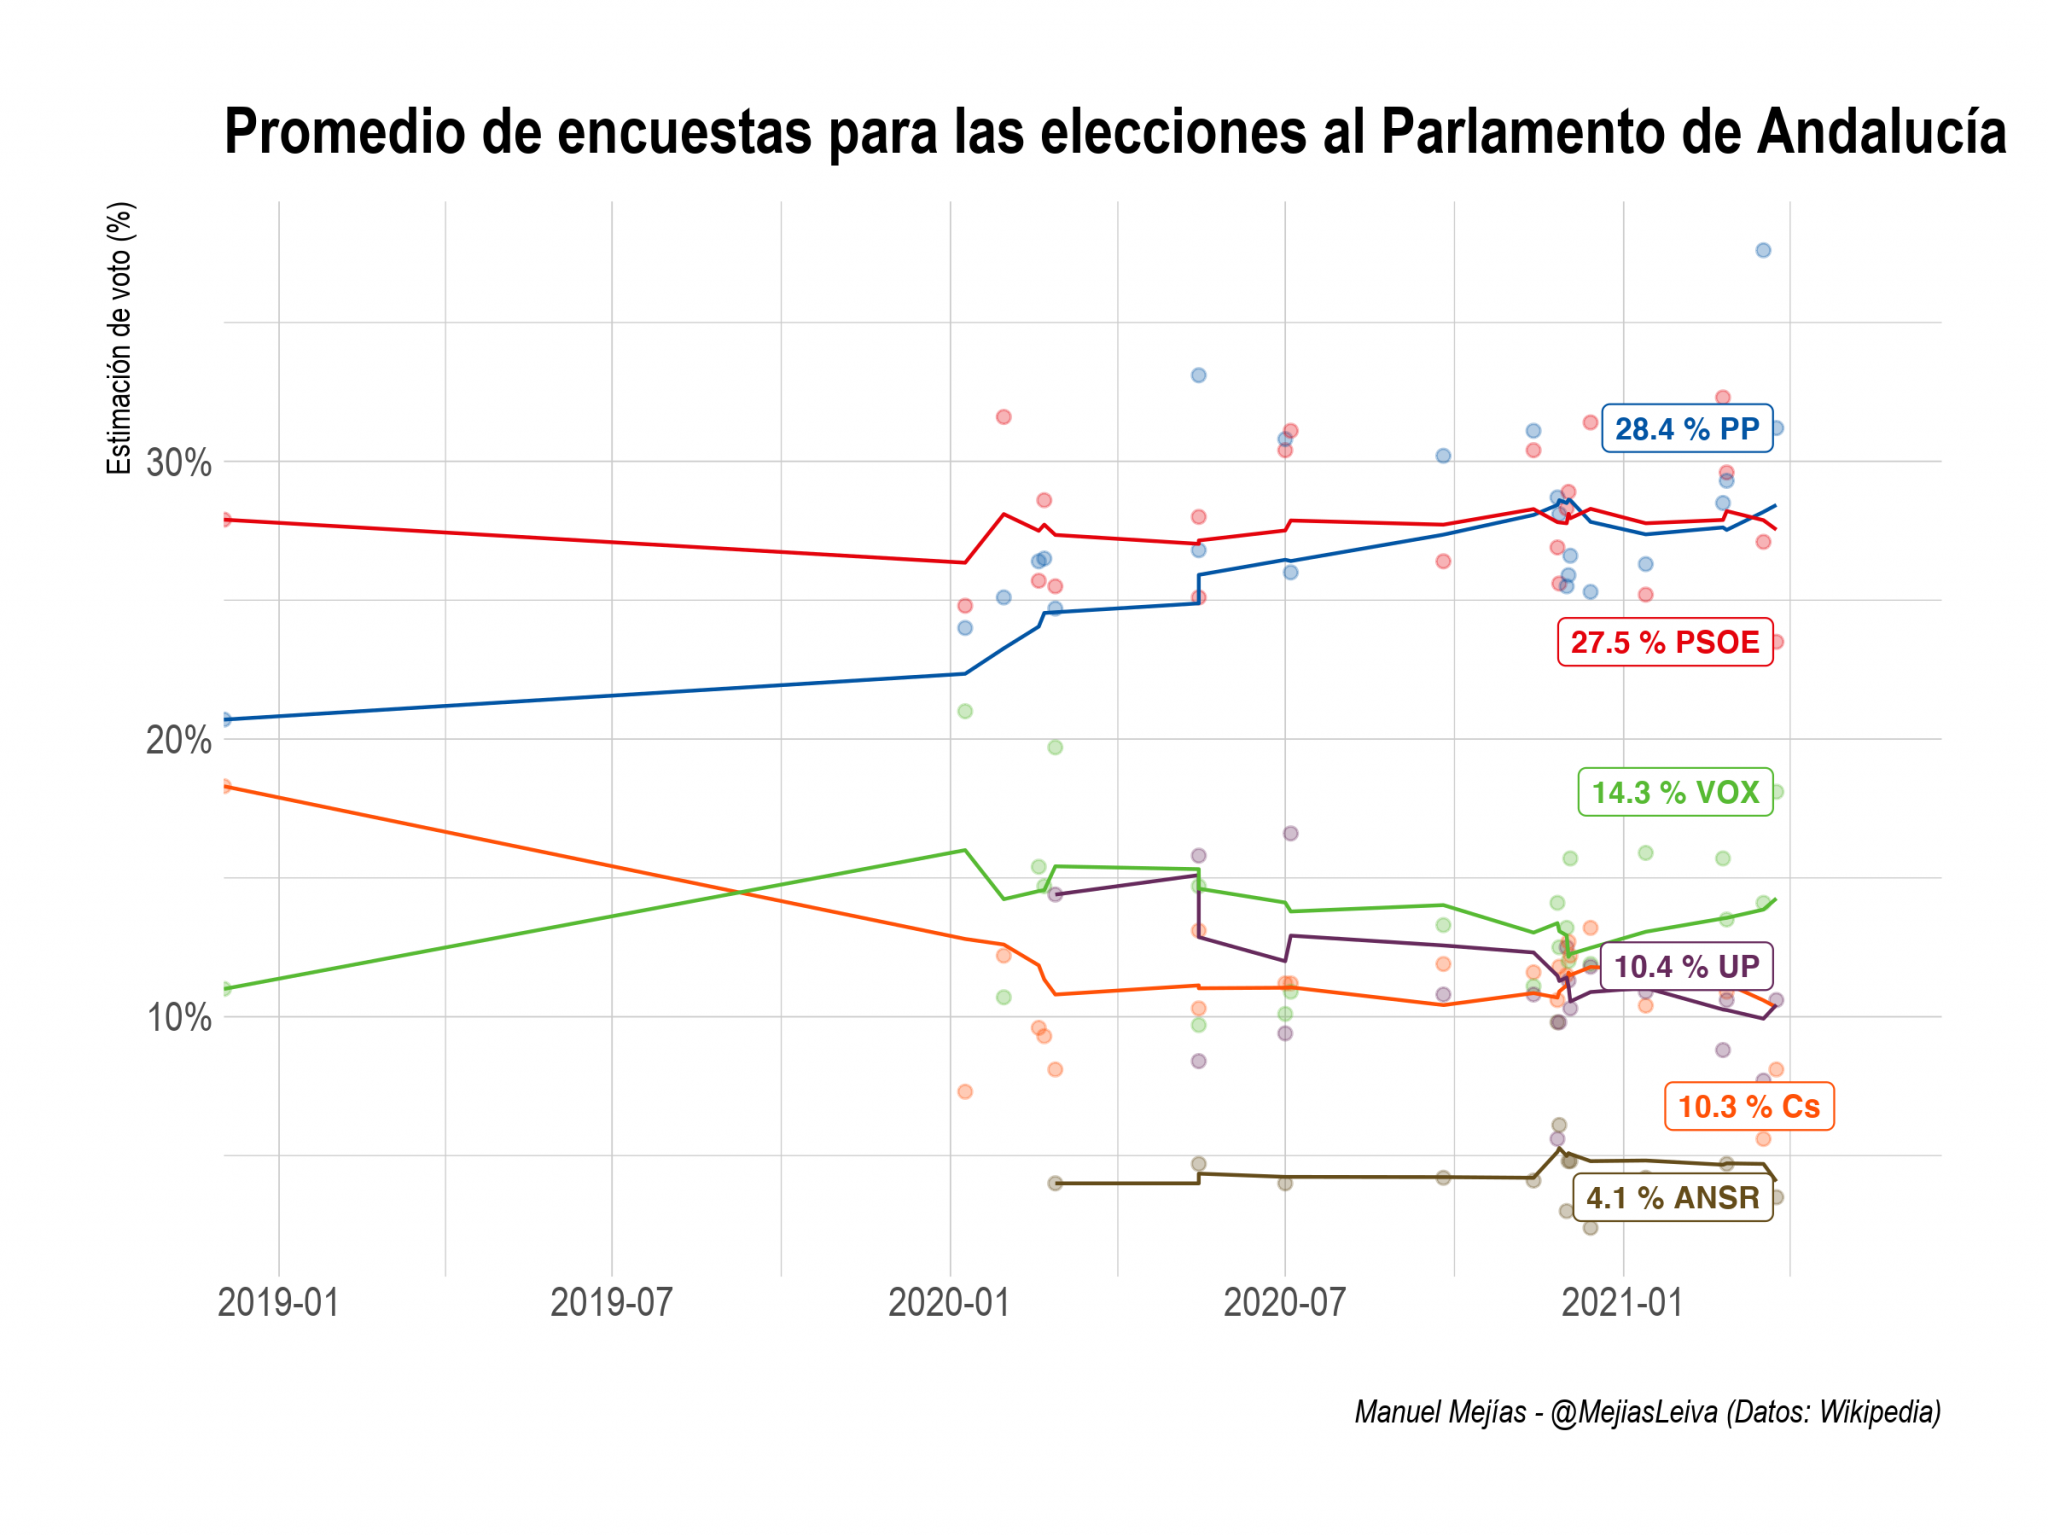 Promedio de encuestas para las elecciones al Parlamento de Andalucía
Estimación de voto (%)
30%
20%
10%
28.4 % PP
27.5 % PSOE
14.3 % VOX
10.4 % UP
10.3 % Cs
4.1 % ANSR
2019-01
2019-07
2020-01
2020-07
2021-01
Manuel Mejías - @MejiasLeiva (Datos: Wikipedia)